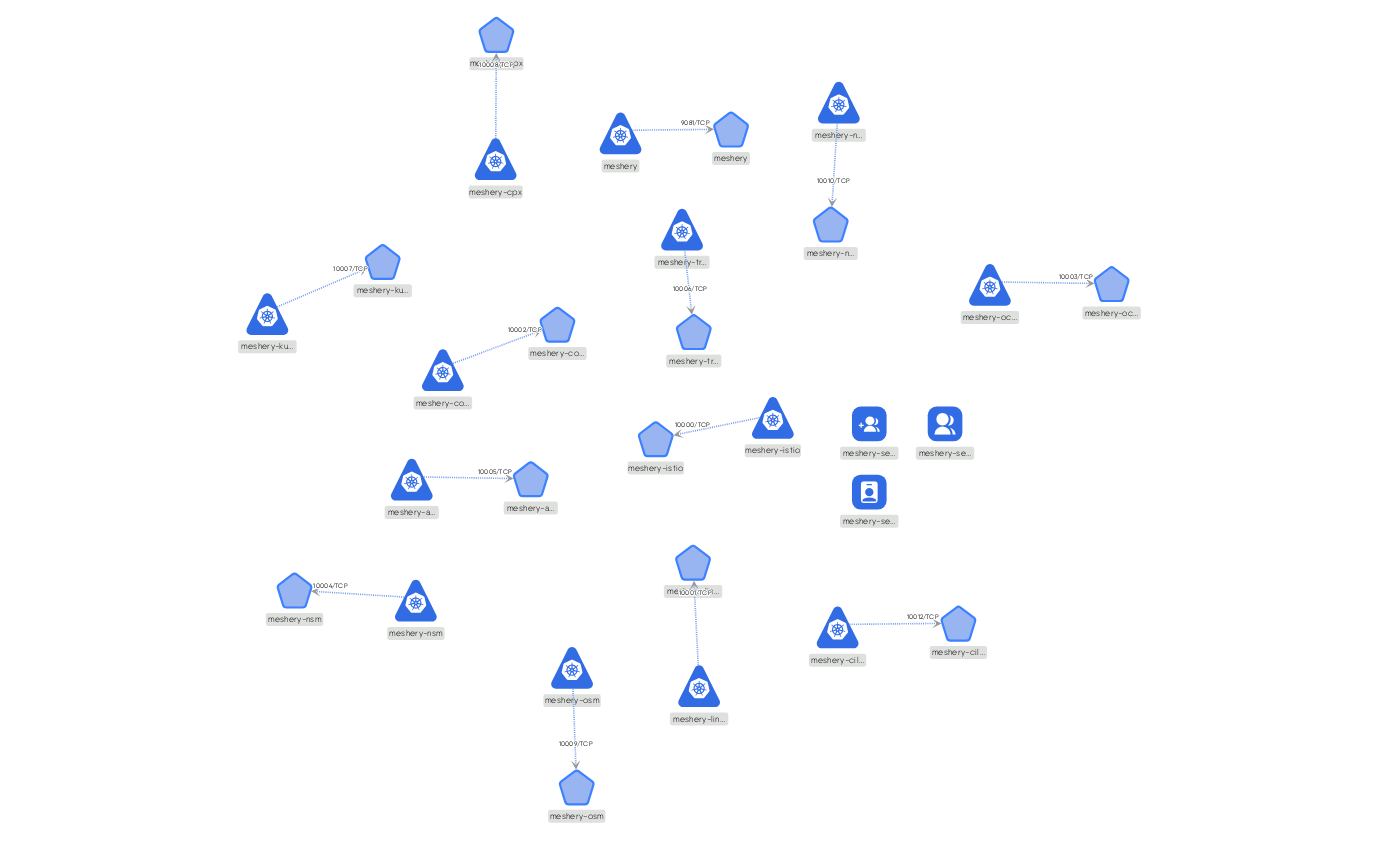 10008/TCP
meshery-cpx
9081/TCP
meshery
meshery
meshery-n...
10010/TCP
meshery-n...
meshery-tr...
10006/TCP
meshery-tr...
10007/TCP
meshery-ku...
meshery-ku...
10003/TCP
meshery-oc...
meshery-oc...
10002/TCP
meshery-co...
meshery-co...
10000/TCP
meshery-istio
meshery-istio
meshery-se...
meshery-se...
meshery-se...
10005/TCP
meshery-a...
meshery-a...
10004/TCP
meshery-nsm
meshery-nsm
10001/TCP
meshery-lin...
10012/TCP
meshery-cil...
meshery-cil...
meshery-osm
10009/TCP
meshery-osm